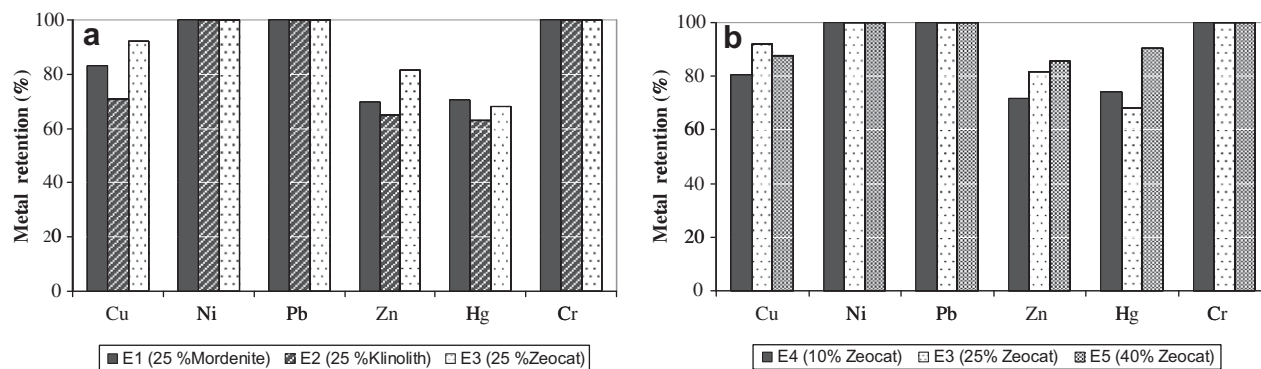 a
Metal retention (%)
100
80
60
40
20
0
Cu Ni Pb Zn Hg Cr
E1 (25 %Mordenite) E2 (25 %Klinolith) E3 (25 %Zeocat)
b
Metal retention (%)
100
80
60
40
20
0
Cu Ni Pb Zn Hg Cr
E4 (10% Zeocat) E3 (25% Zeocat) E5 (40% Zeocat)